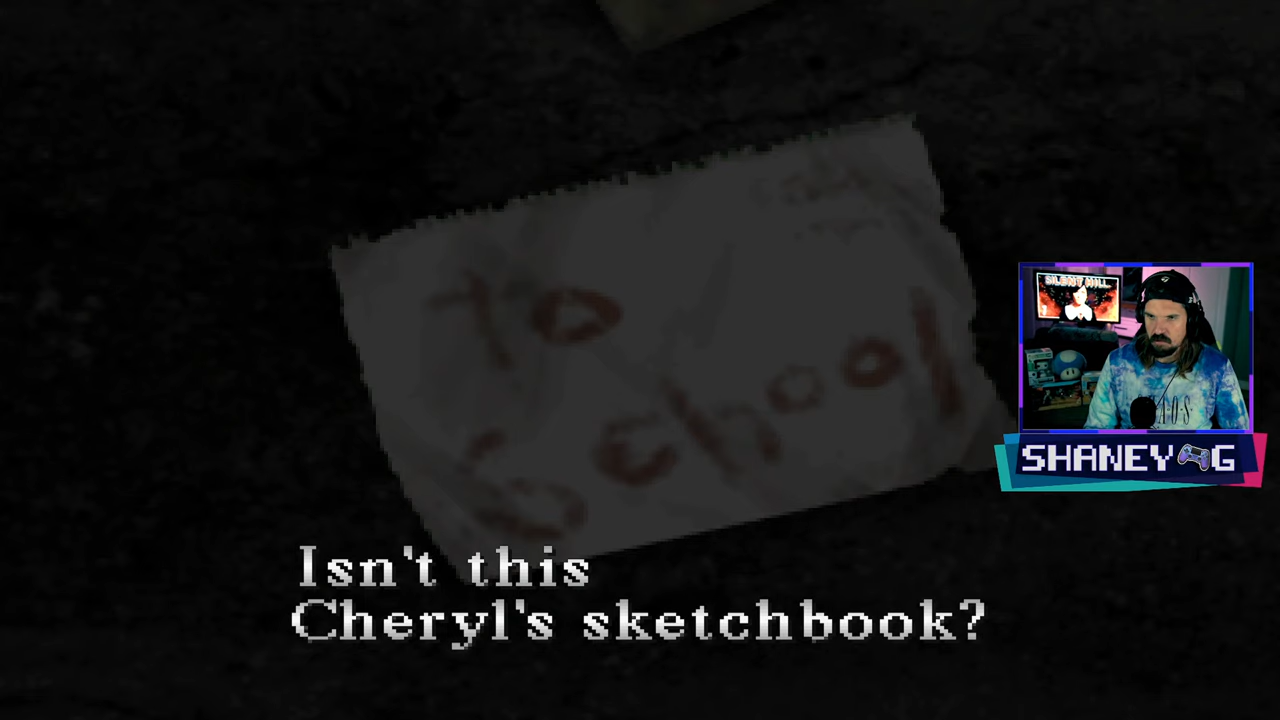 to
School
Isn't this
Cheryl's sketchbook?
SILENT HILL
SHANEY G